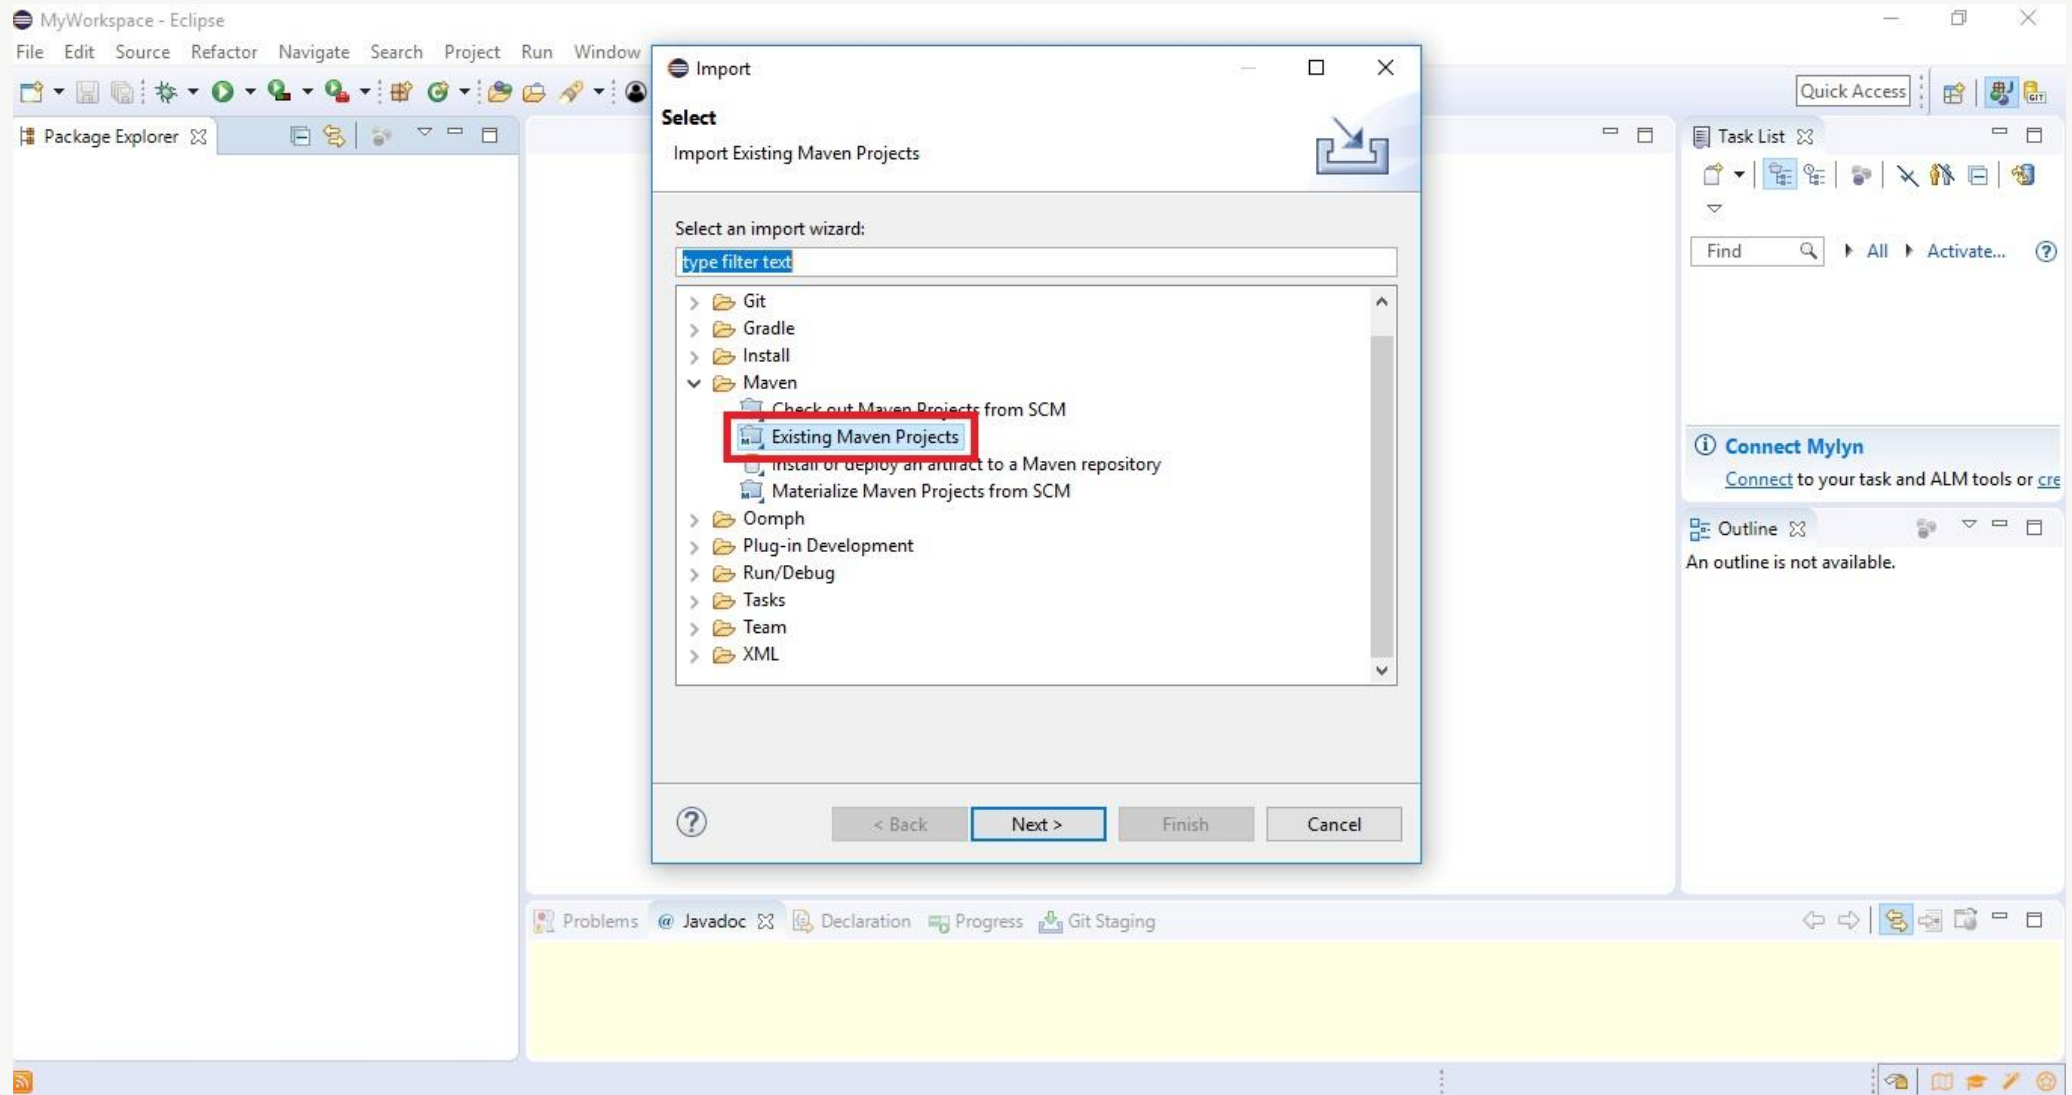 MyWorkspace - Eclipse
File Edit Source Refactor Navigate Search Project Run Window
Quick Access
GIT
Package Explorer
Import
Select
Import Existing Maven Projects
Select an import wizard:
type filter text
Git
Gradle
Install
Maven
Check out Maven Projects from SCM
Existing Maven Projects
Install or deploy an artifact to a Maven repository
Materialize Maven Projects from SCM
Oomph
Plug-in Development
Run/Debug
Tasks
Team
XML
< Back Next > Finish Cancel
Task List
Find All Activate...
Connect Mylyn
Connect to your task and ALM tools or cre
Outline
An outline is not available.
Problems @ Javadoc Declaration Progress Git Staging